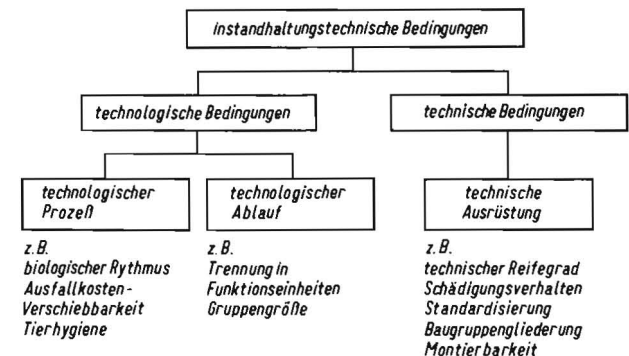 instandhaltungstechnische Bedingungen
technologische Bedingungen
technische Bedingungen
technologischer
Prozeß
technologischer
Ablauf
technische
Ausrüstung
z.B.
biologischer Rythmus
Ausfallkosten-
Verschiebbarkeit
Tierhygiene
z.B.
Trennung in
Funktionseinheiten
Gruppengröße
z.B.
technischer Reifegrad
Schädigungsverhalten
Standardisierung
Baugruppengliederung
Montierbarkeit